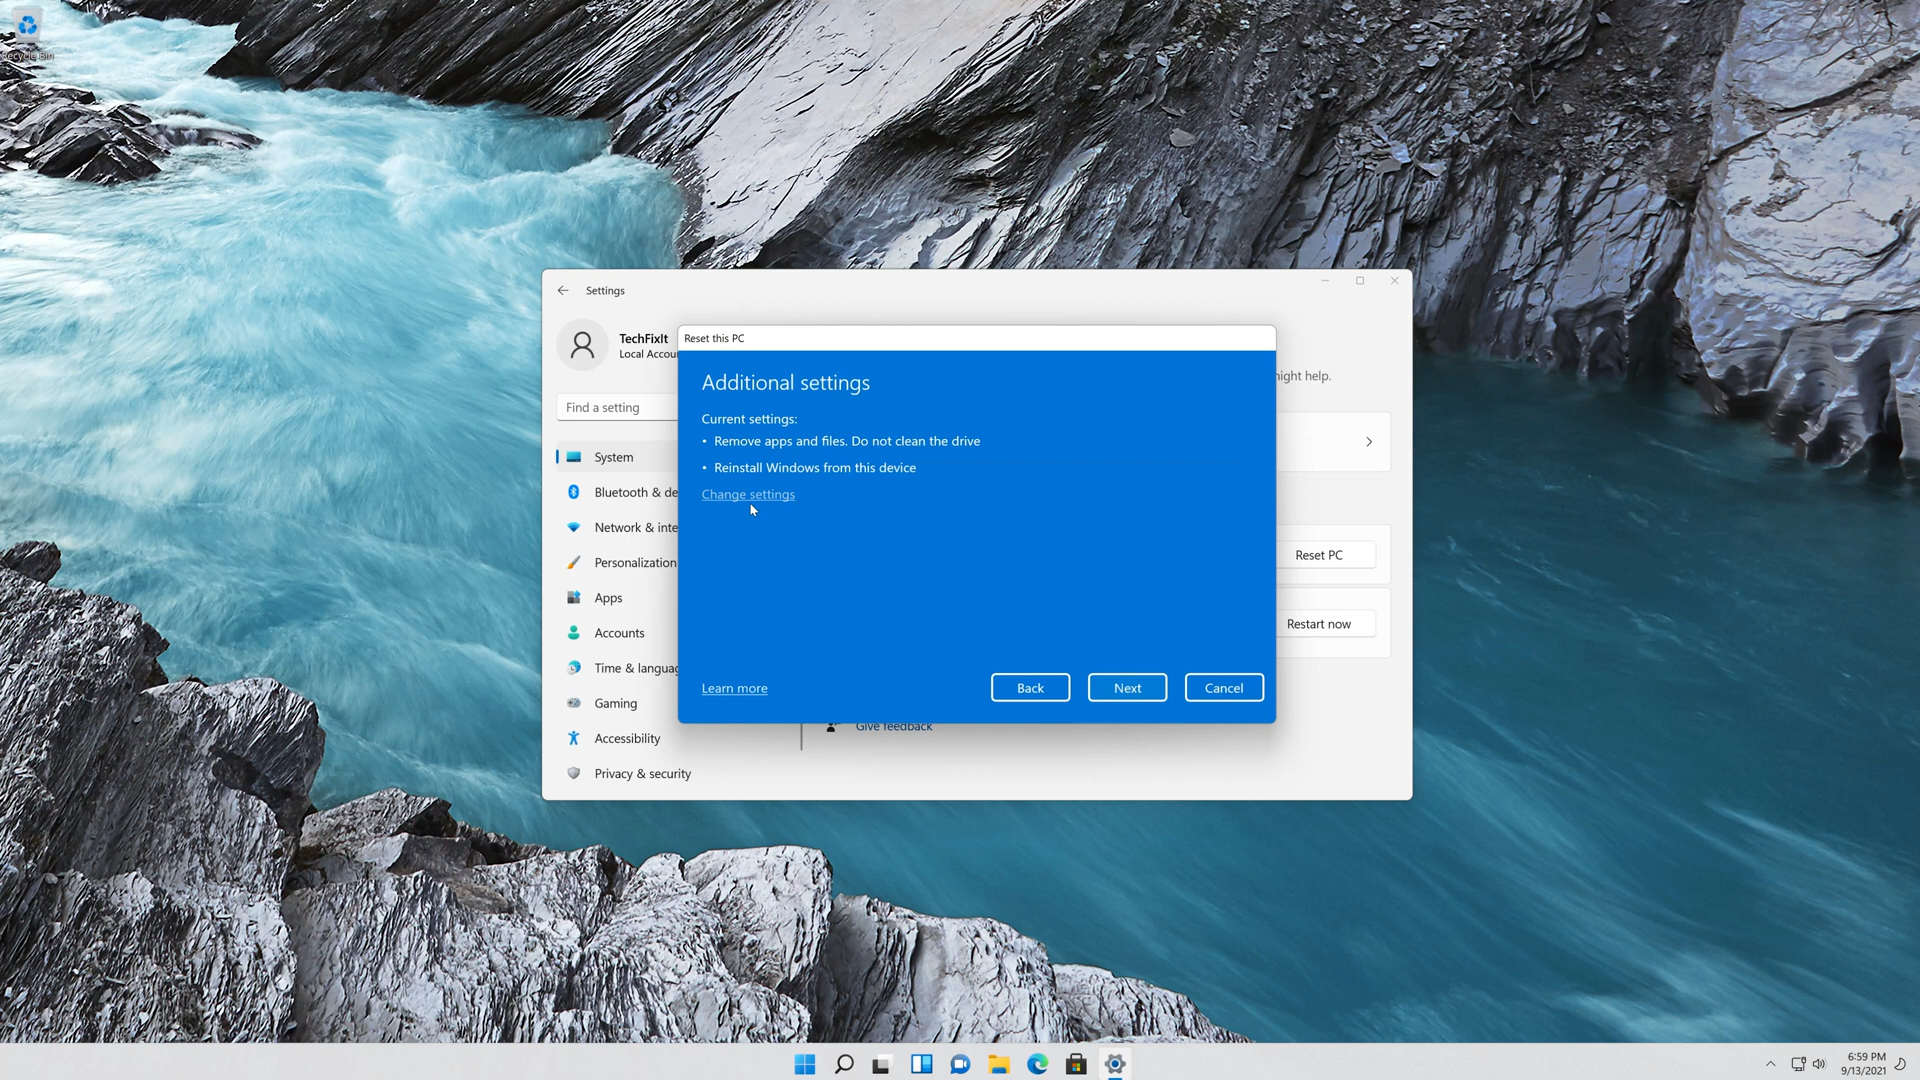 Recycle Bin
Settings
TechFixIt
Local Accou
Find a setting
System
Bluetooth & de
Network & inte
Personalization
Apps
Accounts
Time & languag
Gaming
Accessibility
Privacy & security
Reset this PC
Additional settings
Current settings:
• Remove apps and files. Do not clean the drive
• Reinstall Windows from this device
Change settings
Learn more
Back
Next
Cancel
might help.
Reset PC
Restart now
Give feedback
6:59 PM
9/13/2021